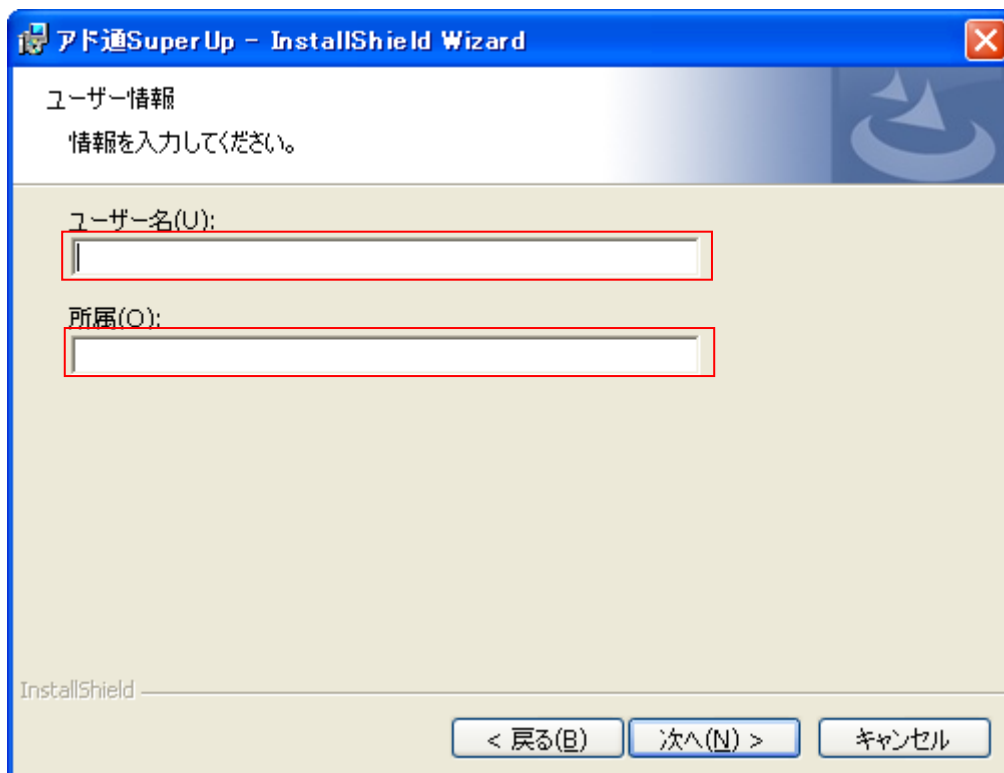 アド通SuperUp - InstallShield Wizard
ユーザー情報
情報を入力してください。
ユーザー名(U):
所属(O):
InstallShield
< 戻る(B) 次へ(N) > キャンセル